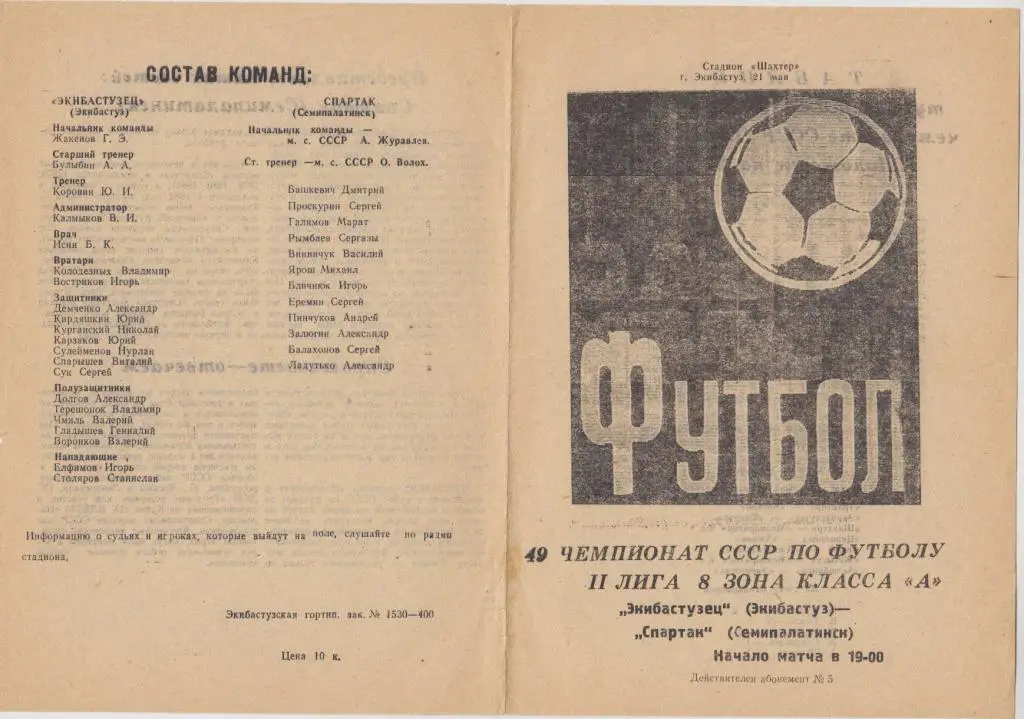 СОСТАВ КОМАНД:
«ЭКИБАСТУЗЕЦ»
(Экибастуз)
Начальник команды
Жакенов Г. Э.
Старший тренер
Булыбин А. А.
Тренер
Коровин Ю. И.
Администратор
Калмыков В. И.
Врач
Исин Б. К.
Вратари
Колодезных Владимир
Востриков Игорь
Защитники
Демченко Александр
Кирдяшкин Юрий
Курганский Николай
Карзаков Юрий
Сулейменов Нурлан
Спарышев Виталий
Сук Сергей
Полузащитники
Долгов Александр
Терешонок Владимир
Чмиль Валерий
Гладышев Геннадий
Воронков Валерий
Нападающие
Елфимов Игорь
Столяров Станислав
СПАРТАК
(Семипалатинск)
Начальник команды —
м. с. СССР А. Журавлев.
Ст. тренер —м. с. СССР О. Волох.
Вашкевич Дмитрий
Проскурин Сергей
Галимов Марат
Рымбаев Сергазы
Винничук Василий
Ярош Михаил
Близнюк Игорь
Еремин Сергей
Пинчуков Андрей
Залюгин Александр
Балахонов Сергей
Ладутько Александр
Информацию о судьях и игроках, которые выйдут на поле, слушайте по радио
стадиона.
Экибастузская гортип. зак. № 1530—400
Цена 10 к.
Стадион «Шахтер»
г. Экибастуз, 21 мая
ФУТБОЛ
49 ЧЕМПИОНАТ СССР ПО ФУТБОЛУ
II ЛИГА 8 ЗОНА КЛАССА «А»
„Экибастузец" (Экибастуз)—
„Спартак" (Семипалатинск)
Начало матча в 19-00
Действителен абонемент № 5